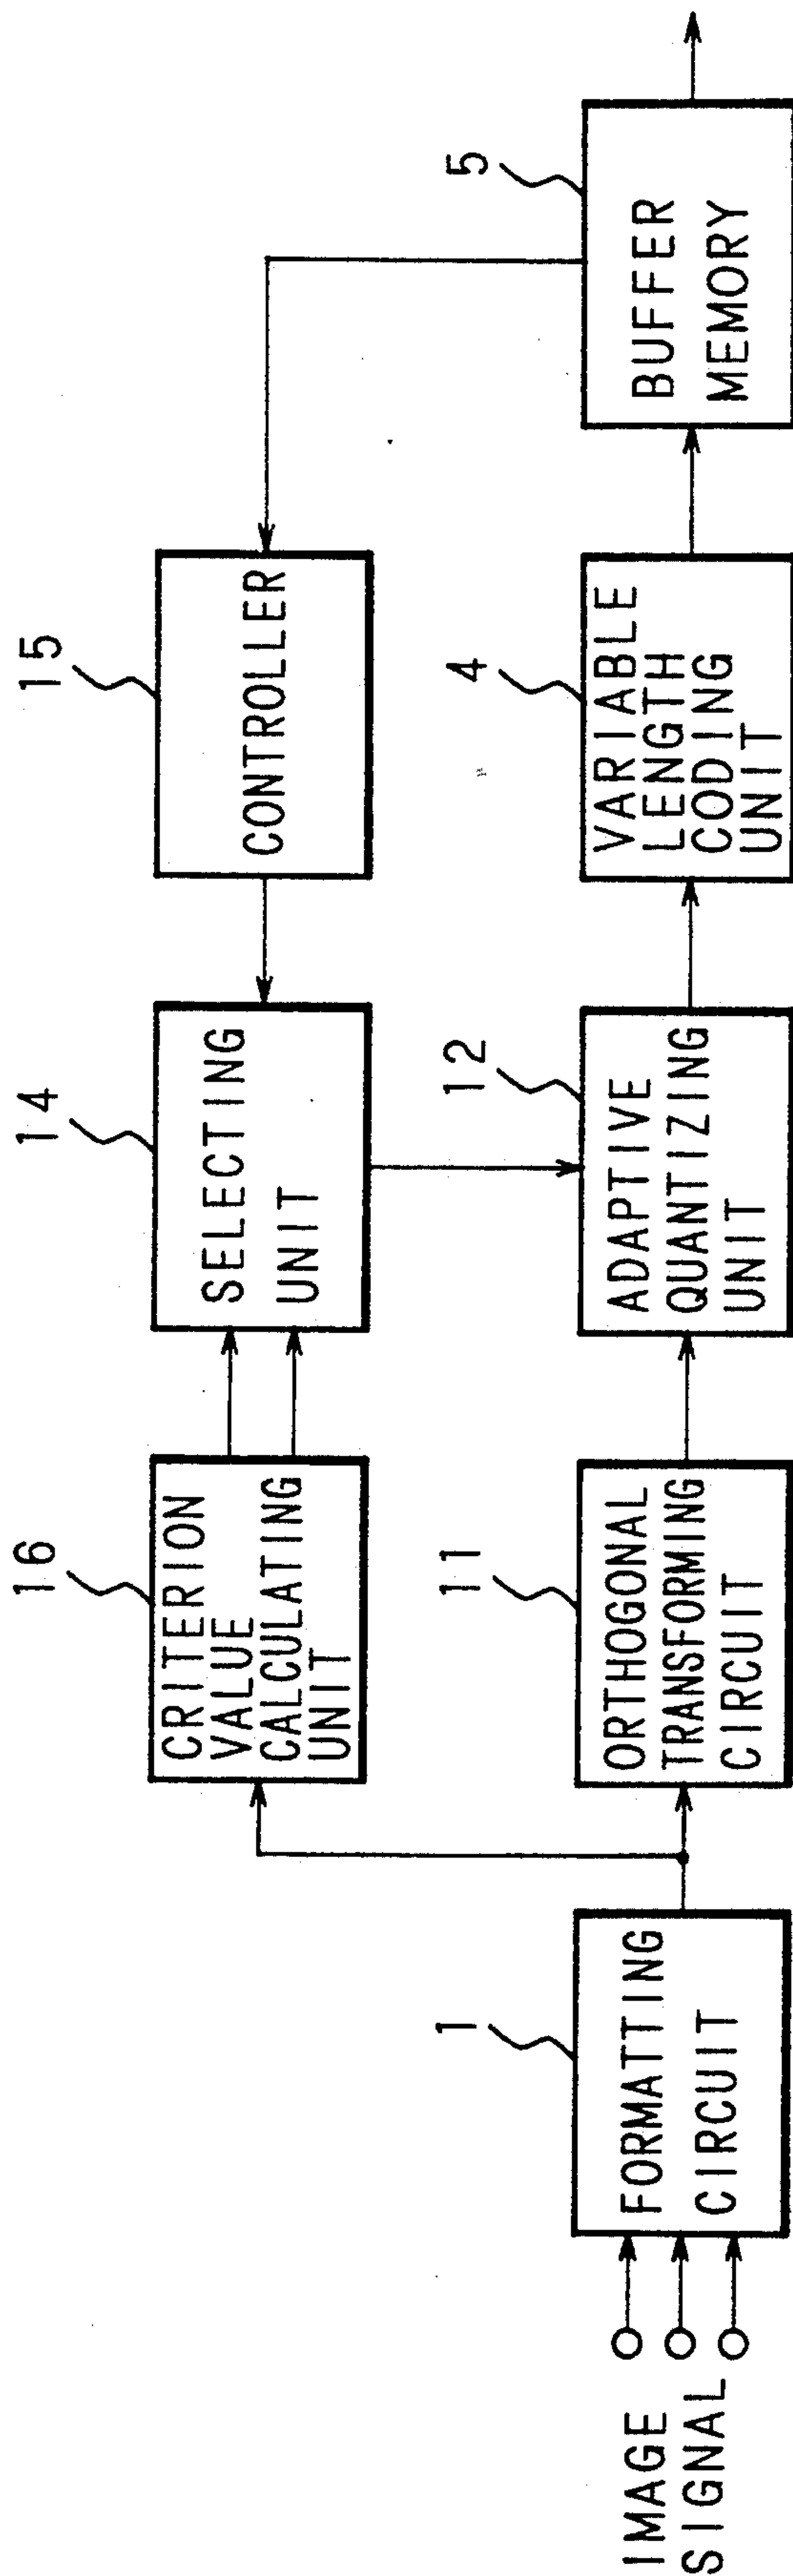 16
CRITERION
VALUE
CALCULATING
UNIT
14
SELECTING
UNIT
15
CONTROLLER
IMAGE
SIGNAL
1
FORMATTING
CIRCUIT
11
ORTHOGONAL
TRANSFORMING
CIRCUIT
12
ADAPTIVE
QUANTIZING
UNIT
4
VARIABLE
LENGTH
CODING
UNIT
5
BUFFER
MEMORY